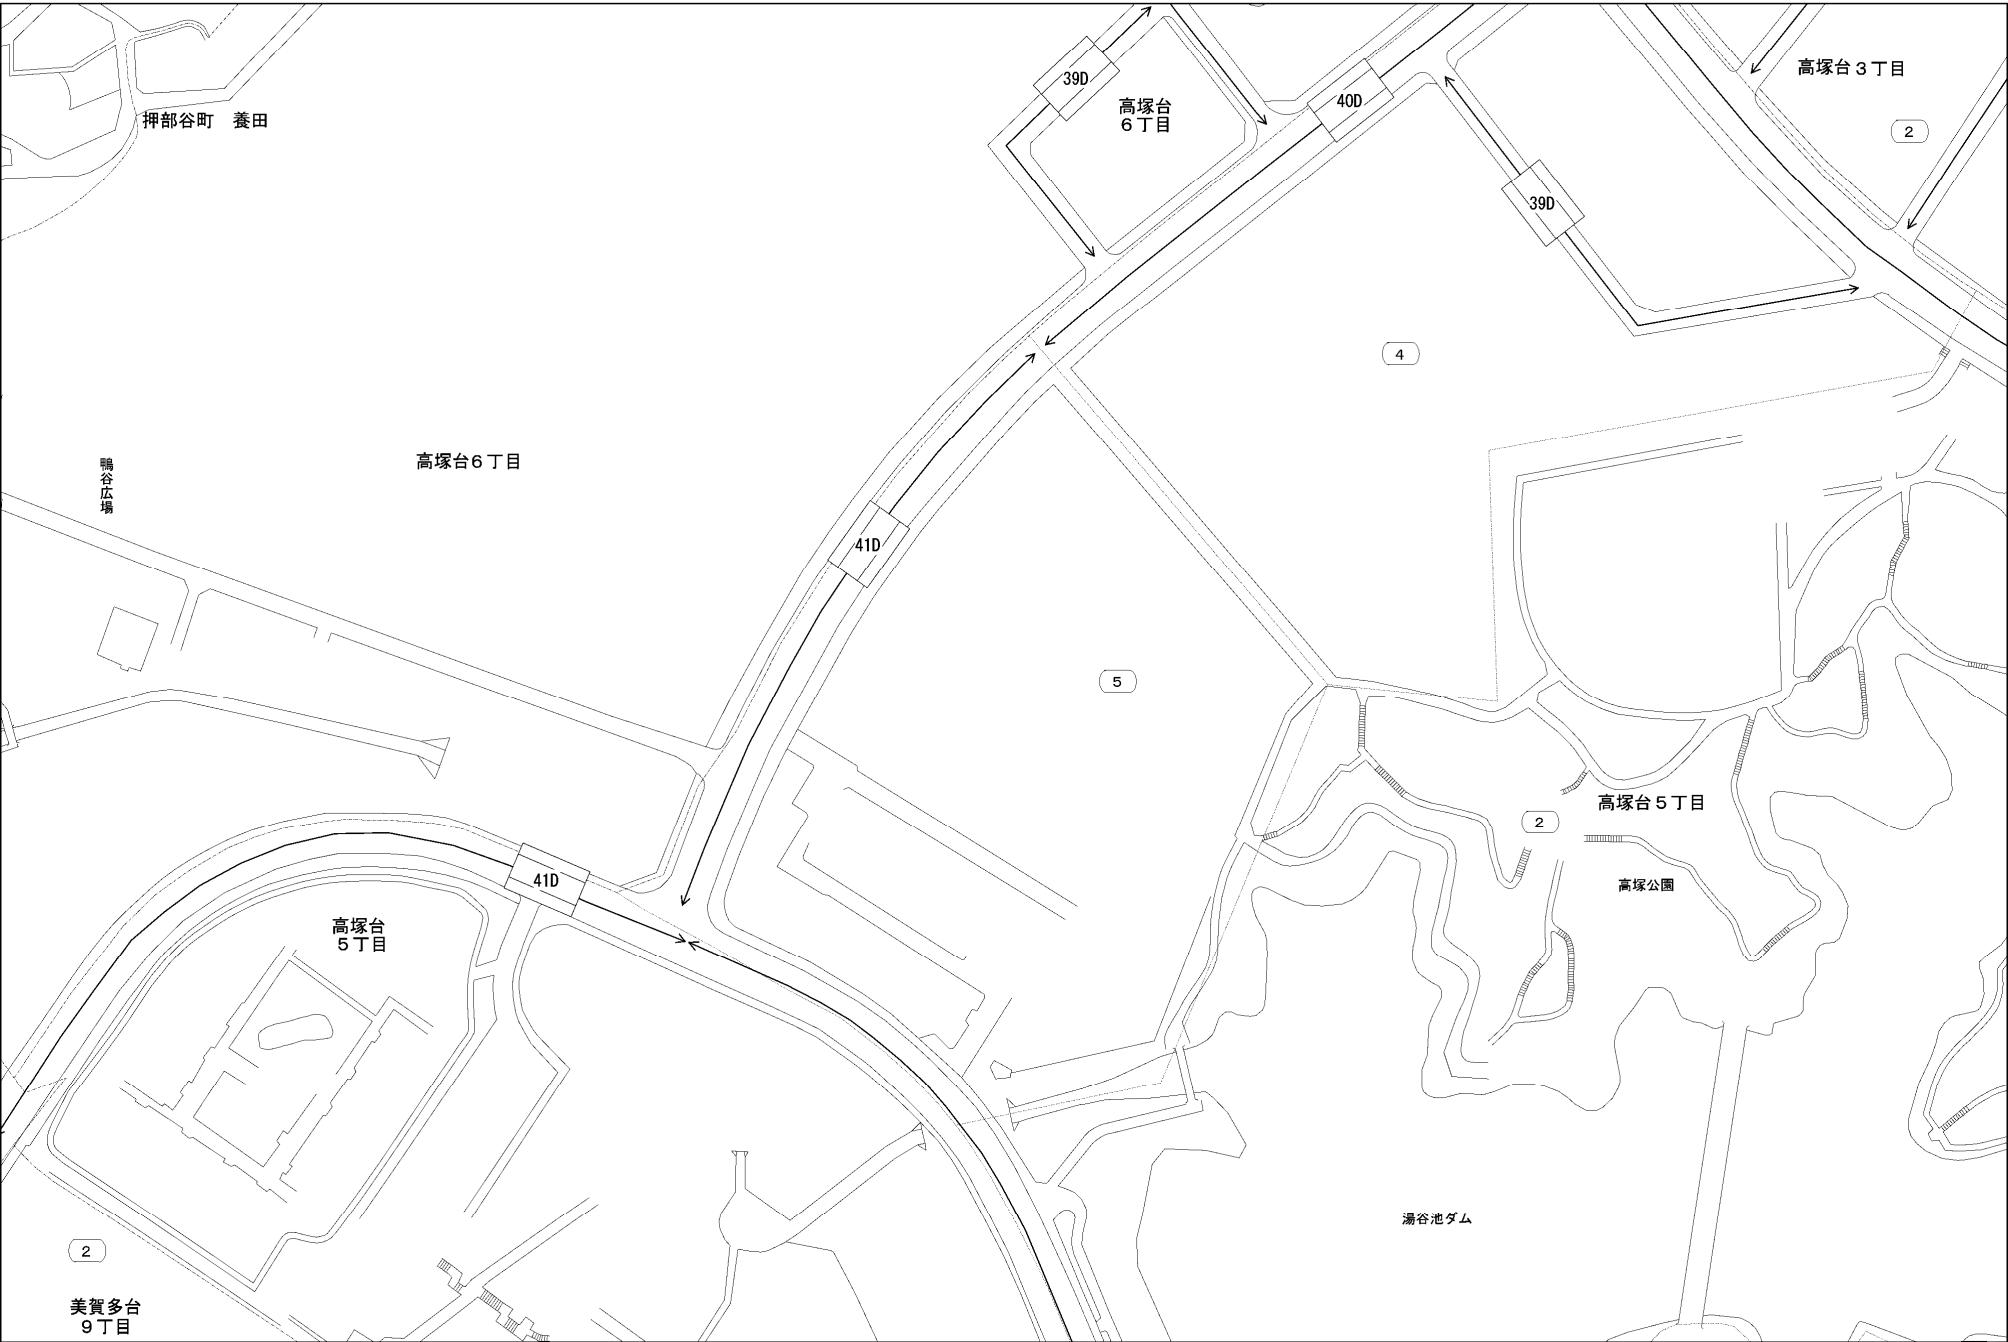 高塚台３丁目
39D
40D
高塚台
６丁目
押部谷町　養田
2
39D
4
高塚台６丁目
鴨谷広場
41D
5
高塚台５丁目
2
41D
高塚公園
高塚台
５丁目
湯谷池ダム
2
美賀多台
９丁目